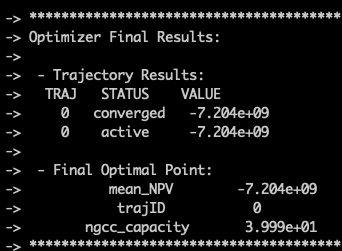 -> ***************************************
-> Optimizer Final Results:
->
->  - Trajectory Results:
->   TRAJ   STATUS    VALUE
->     0   converged   -7.204e+09
->     0    active    -7.204e+09
->
->  - Final Optimal Point:
->           mean_NPV         -7.204e+09
->            trajID           0
->        ngcc_capacity      3.999e+01
-> ***************************************